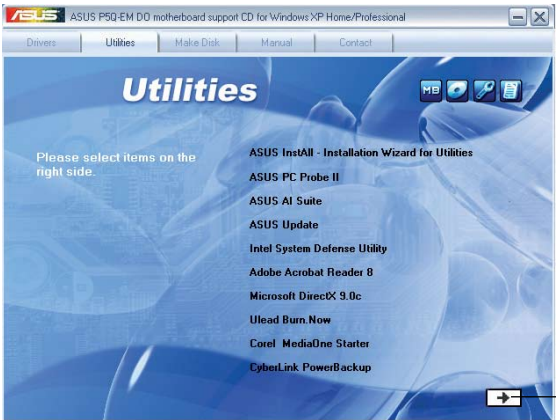 ASUS ASUS P5Q-EM DO motherboard support CD for Windows XP Home/Professional
Drivers Utilities Make Disk Manual Contact
Utilities
MB
Please select items on the
right side.
ASUS InstAll - Installation Wizard for Utilities
ASUS PC Probe II
ASUS AI Suite
ASUS Update
Intel System Defense Utility
Adobe Acrobat Reader 8
Microsoft DirectX 9.0c
Ulead Burn.Now
Corel MediaOne Starter
CyberLink PowerBackup